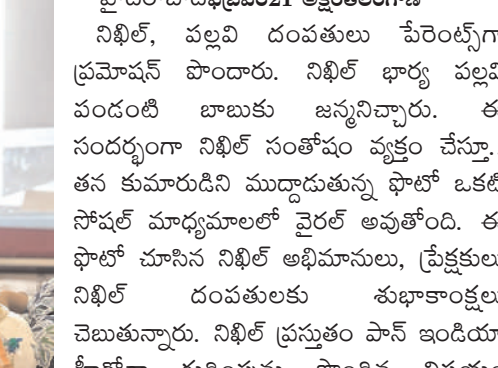 నిఖిల్, పల్లవి దంపతులు పేరెంట్స్‌గా
ప్రమోషన్ పొందారు. నిఖిల్ భార్య పల్లవి
పండంటి బాబుకు జన్మనిచ్చారు. ఈ
సందర్భంగా నిఖిల్ సంతోషం వ్యక్తం చేస్తూ..
తన కుమారుడిని ముద్దాడుతున్న ఫొటో ఒకటి
సోషల్ మాధ్యమాలలో వైరల్ అవుతోంది. ఈ
ఫొటో చూసిన నిఖిల్ అభిమానులు, ప్రేక్షకులు
నిఖిల్ దంపతులకు శుభాకాంక్షలు
చెబుతున్నారు. నిఖిల్ ప్రస్తుతం పాన్ ఇండియా